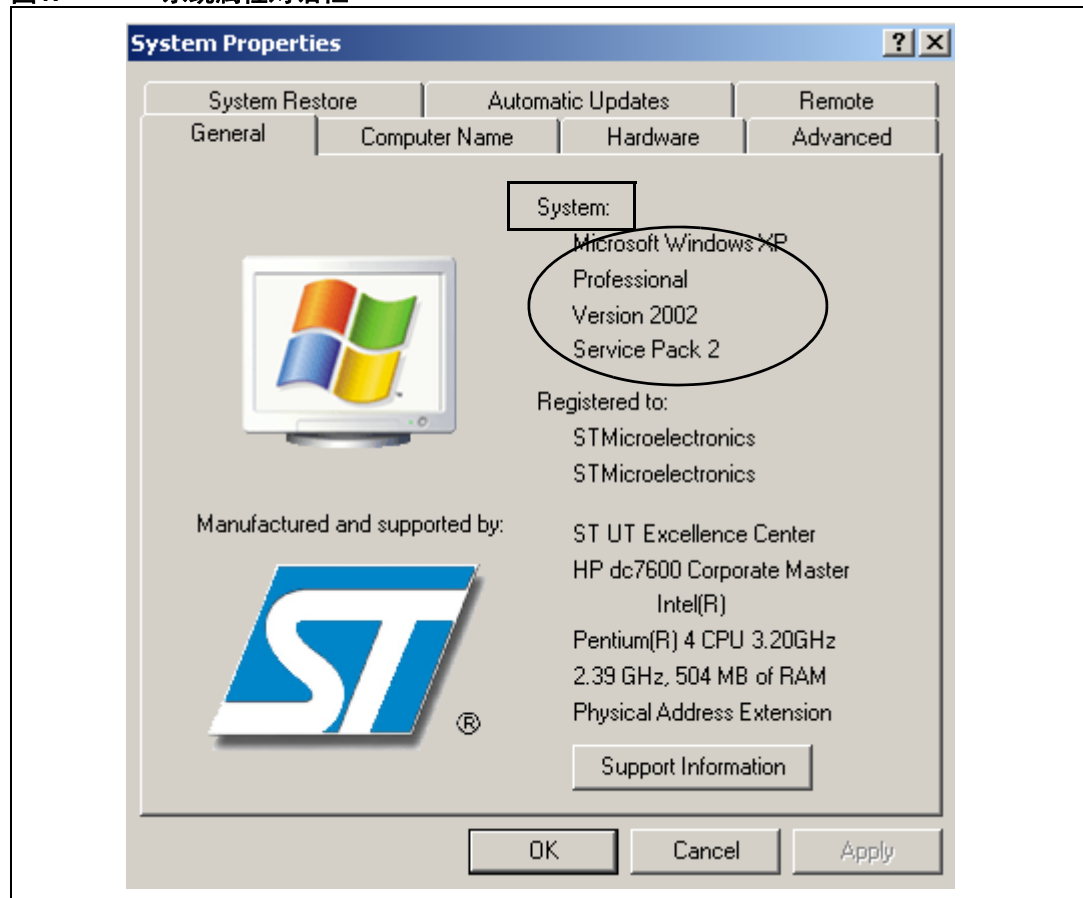 System Properties
System Restore Automatic Updates Remote
General Computer Name Hardware Advanced
System:
Microsoft Windows XP
Professional
Version 2002
Service Pack 2
Registered to:
STMicroelectronics
STMicroelectronics
Manufactured and supported by:
ST
®
ST UT Excellence Center
HP dc7600 Corporate Master
Intel(R)
Pentium(R) 4 CPU 3.20GHz
2.39 GHz, 504 MB of RAM
Physical Address Extension
Support Information
OK Cancel Apply